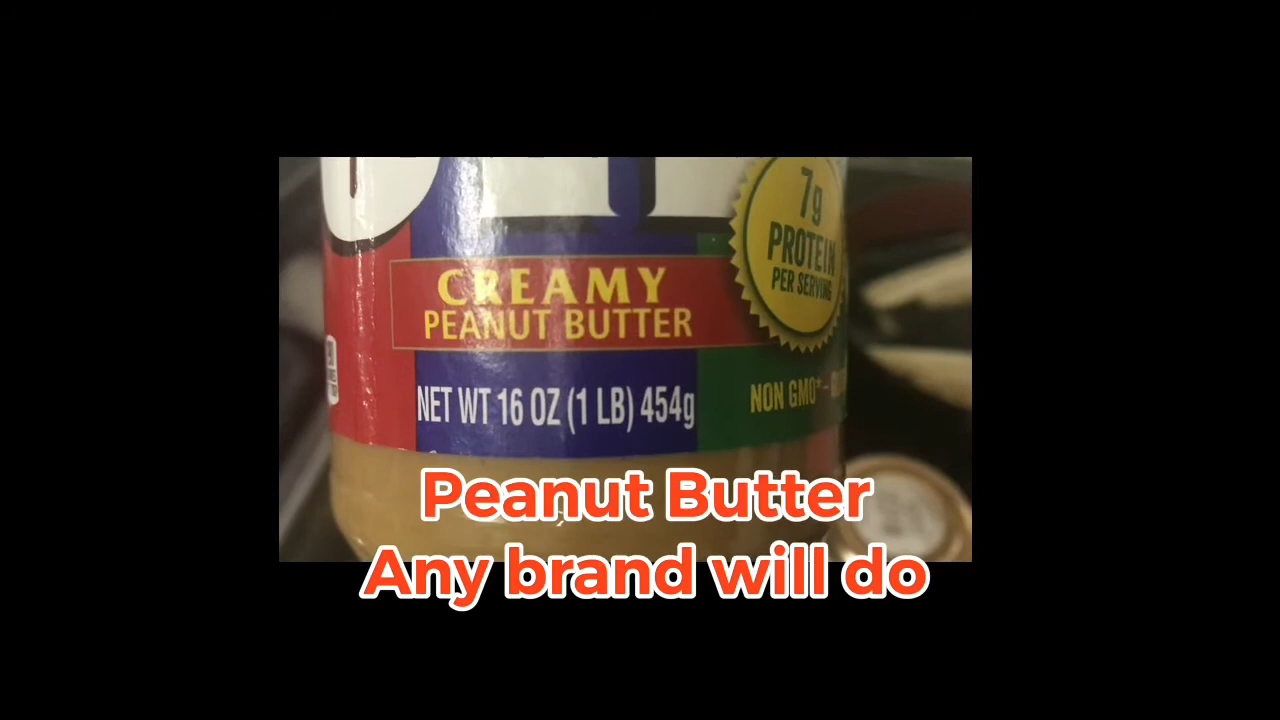 7g
PROTEIN
PER SERVING
CREAMY
PEANUT BUTTER
NET WT 16 OZ (1 LB) 454g
NON GMO*
Peanut Butter
Any brand will do